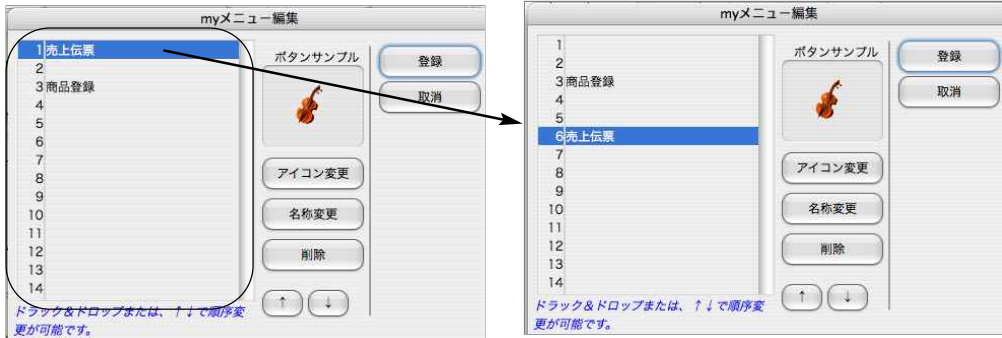 myメニュー編集
1 売上伝票
2
3 商品登録
4
5
6
7
8
9
10
11
12
13
14
ボタンサンプル
アイコン変更
名称変更
削除
↑ ↓
登録
取消
ドラック＆ドロップまたは、↑↓で順序変
更が可能です。
myメニュー編集
1
2
3 商品登録
4
5
6 売上伝票
7
8
9
10
11
12
13
14
ボタンサンプル
アイコン変更
名称変更
削除
↑ ↓
登録
取消
ドラック＆ドロップまたは、↑↓で順序変
更が可能です。